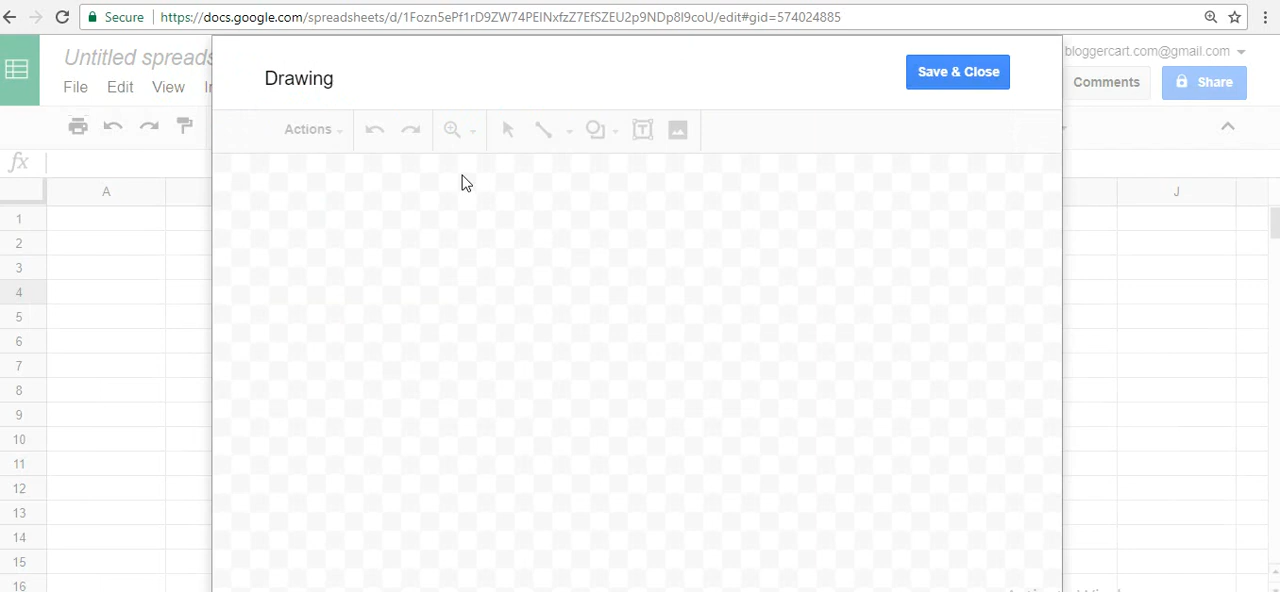 Secure https://docs.google.com/spreadsheets/d/1Fozn5ePf1rD9ZW74PEINxfzZ7EfSZEU2p9NDp8I9coU/edit#gid=574024885
Untitled spreads
bloggercart.com@gmail.com
File Edit View
Comments
Share
Drawing
Save & Close
Actions
fx
A
J
1
2
3
4
5
6
7
8
9
10
11
12
13
14
15
16